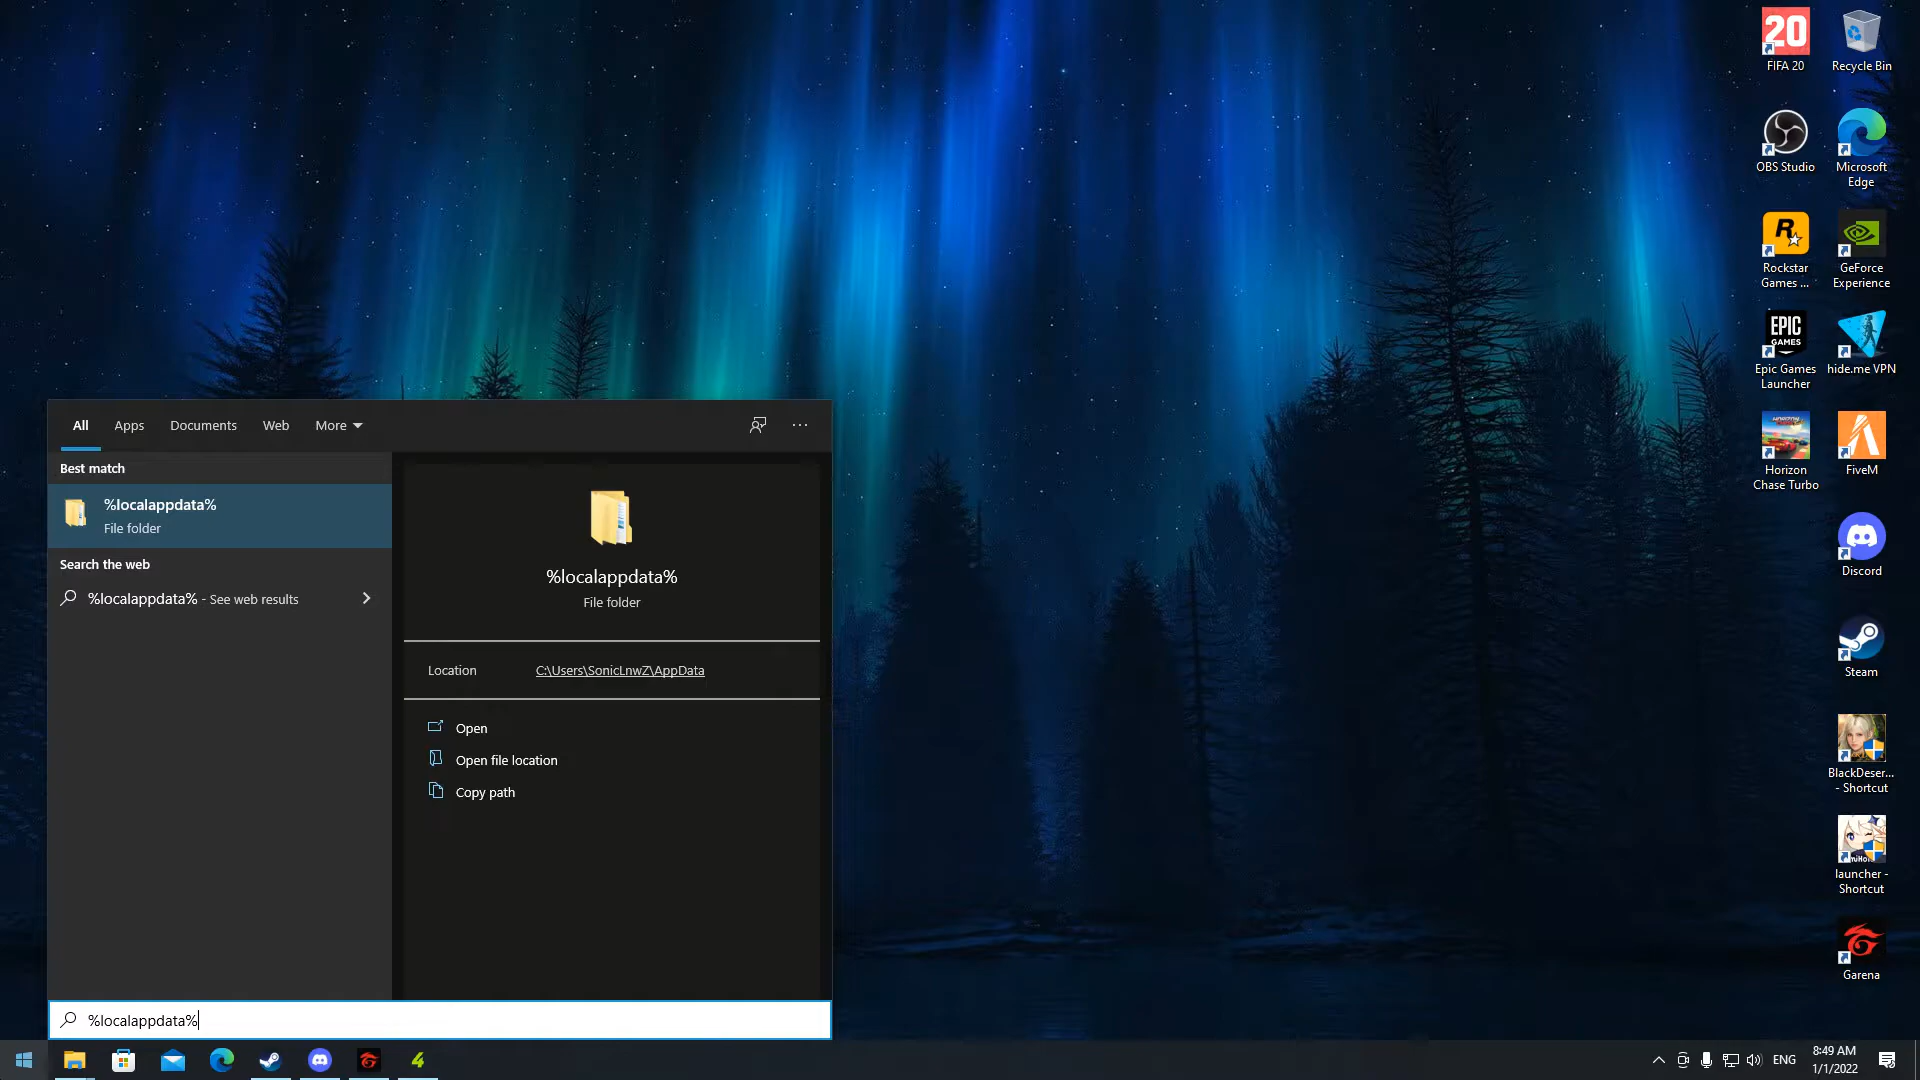 20
FIFA 20
Recycle Bin
OBS Studio
Microsoft
Edge
R
Rockstar
Games ...
GeForce
Experience
EPIC
GAMES
Epic Games
Launcher
hide.me VPN
Horizon
Chase Turbo
FiveM
Discord
Steam
BlackDeser...
- Shortcut
launcher -
Shortcut
Garena
All
Apps
Documents
Web
More
Best match
%localappdata%
File folder
Search the web
%localappdata% - See web results
%localappdata%
File folder
Location
C:\Users\SonicLnwZ\AppData
Open
Open file location
Copy path
%localappdata%
ENG
8:49 AM
1/1/2022